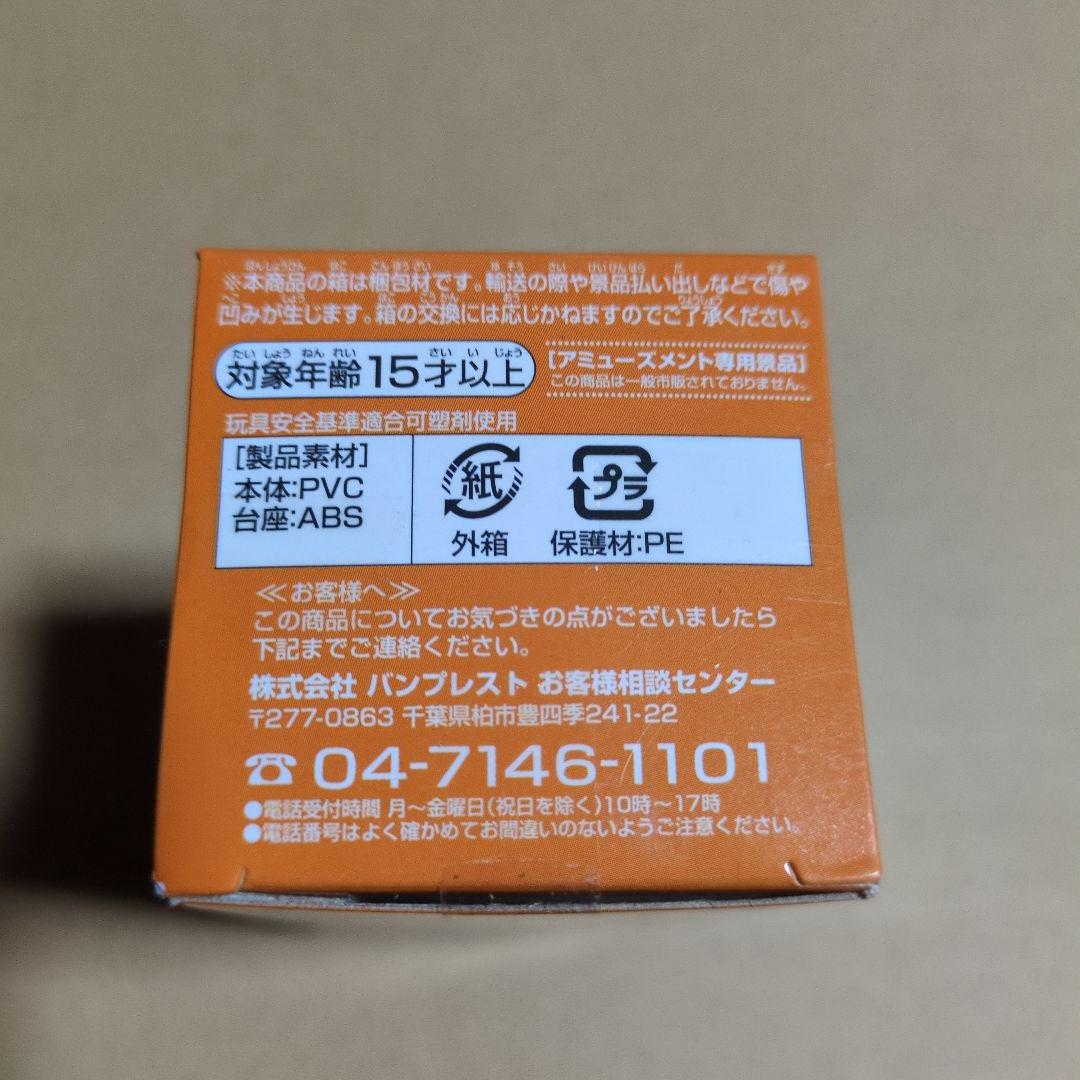 ※本商品の箱は梱包材です。輸送の際や景品払い出しなどで傷や
凹みが生じます。箱の交換には応じかねますのでご了承ください。
対象年齢15才以上
[アミューズメント専用景品]
この商品は一般市販されておりません。
玩具安全基準適合可塑剤使用
[製品素材]
本体:PVC
台座:ABS
紙
外箱
プラ
保護材:PE
≪お客様へ≫
この商品についてお気づきの点がございましたら
下記までご連絡ください。
株式会社 バンプレスト お客様相談センター
〒277-0863 千葉県柏市豊四季241-22
☎ 04-7146-1101
●電話受付時間 月〜金曜日(祝日を除く)10時〜17時
●電話番号はよく確かめてお間違いのないようご注意ください。